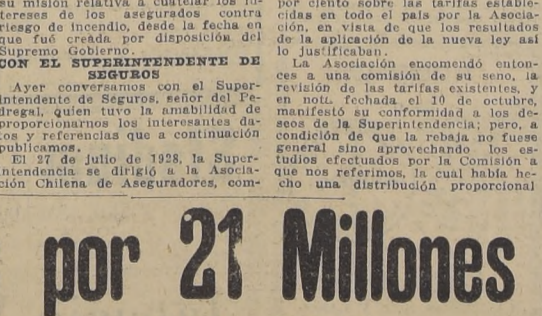 su misión relativa a cautelar los in-
tereses de los asegurados contra
riesgo de incendio, desde la fecha en
que fué creada por disposición del
Supremo Gobierno.
CON EL SUPERINTENDENTE DE
SEGUROS
Ayer conversamos con el Super-
intendente de Seguros, señor del Pe-
dregal, quien tuvo la amabilidad de
proporcionarnos los interesantes da-
tos y referencias que a continuación
publicamos.
El 27 de julio de 1928, la Super-
intendencia se dirigió a la Asocia-
ción Chilena de Aseguradores, com-
por ciento sobre las tarifas estable-
cidas en todo el país por la Asocia-
ción, en vista de que los resultados
de la aplicación de la nueva ley así
lo justificaban.
La Asociación encomendó enton-
ces a una comisión de su seno, la
revisión de las tarifas existentes, y
en nota fechada el 10 de octubre,
manifestó su conformidad a los de-
seos de la Superintendencia; pero, a
condición de que la rebaja no fuese
general sino aprovechando los es-
tudios efectuados por la Comisión a
que nos referimos, la cual había he-
cho una distribución proporcional
por 21 Millones